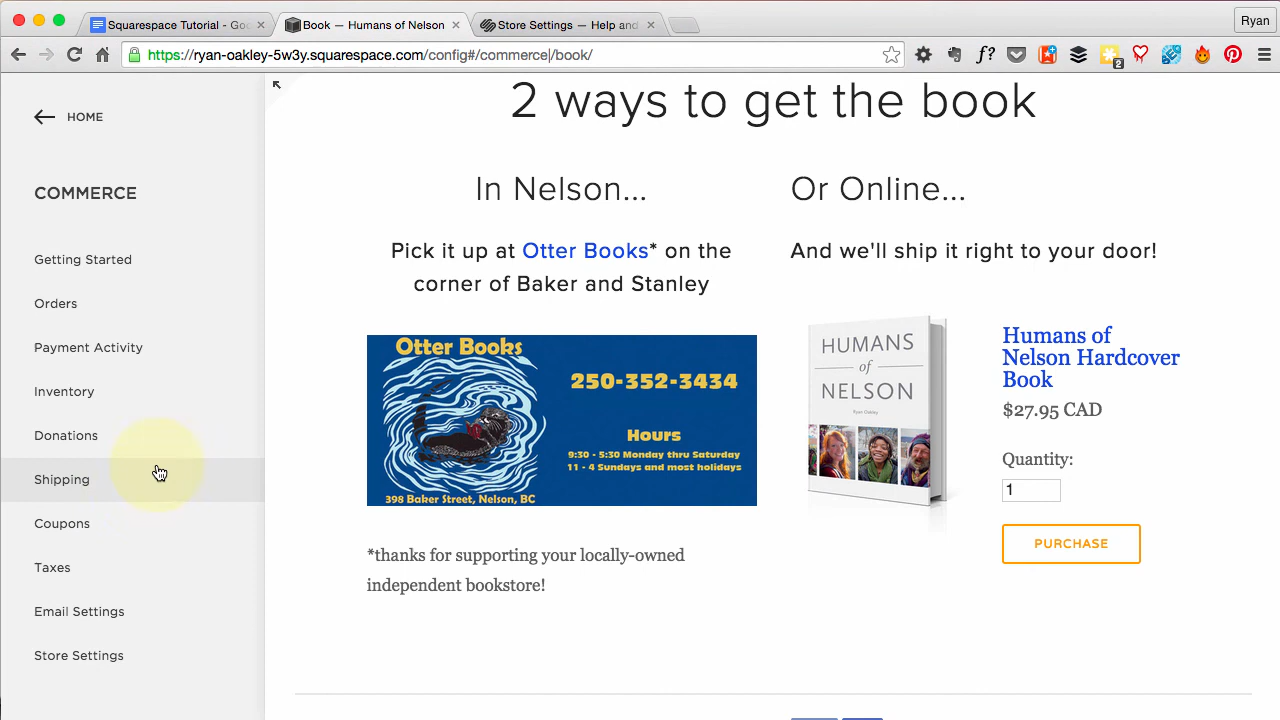 Squarespace Tutorial - Goo
Book — Humans of Nelson
Store Settings — Help and
Ryan
https://ryan-oakley-5w3y.squarespace.com/config#/commerce|/book/
f?
2
HOME
COMMERCE
Getting Started
Orders
Payment Activity
Inventory
Donations
Shipping
Coupons
Taxes
Email Settings
Store Settings
2 ways to get the book
In Nelson...
Pick it up at Otter Books* on the
corner of Baker and Stanley
Otter Books
250-352-3434
Hours
9:30 - 5:30 Monday thru Saturday
11 - 4 Sundays and most holidays
398 Baker Street, Nelson, BC
*thanks for supporting your locally-owned
independent bookstore!
Or Online...
And we'll ship it right to your door!
HUMANS
of
NELSON
Ryan Oakley
Humans of
Nelson Hardcover
Book
$27.95 CAD
Quantity:
1
PURCHASE